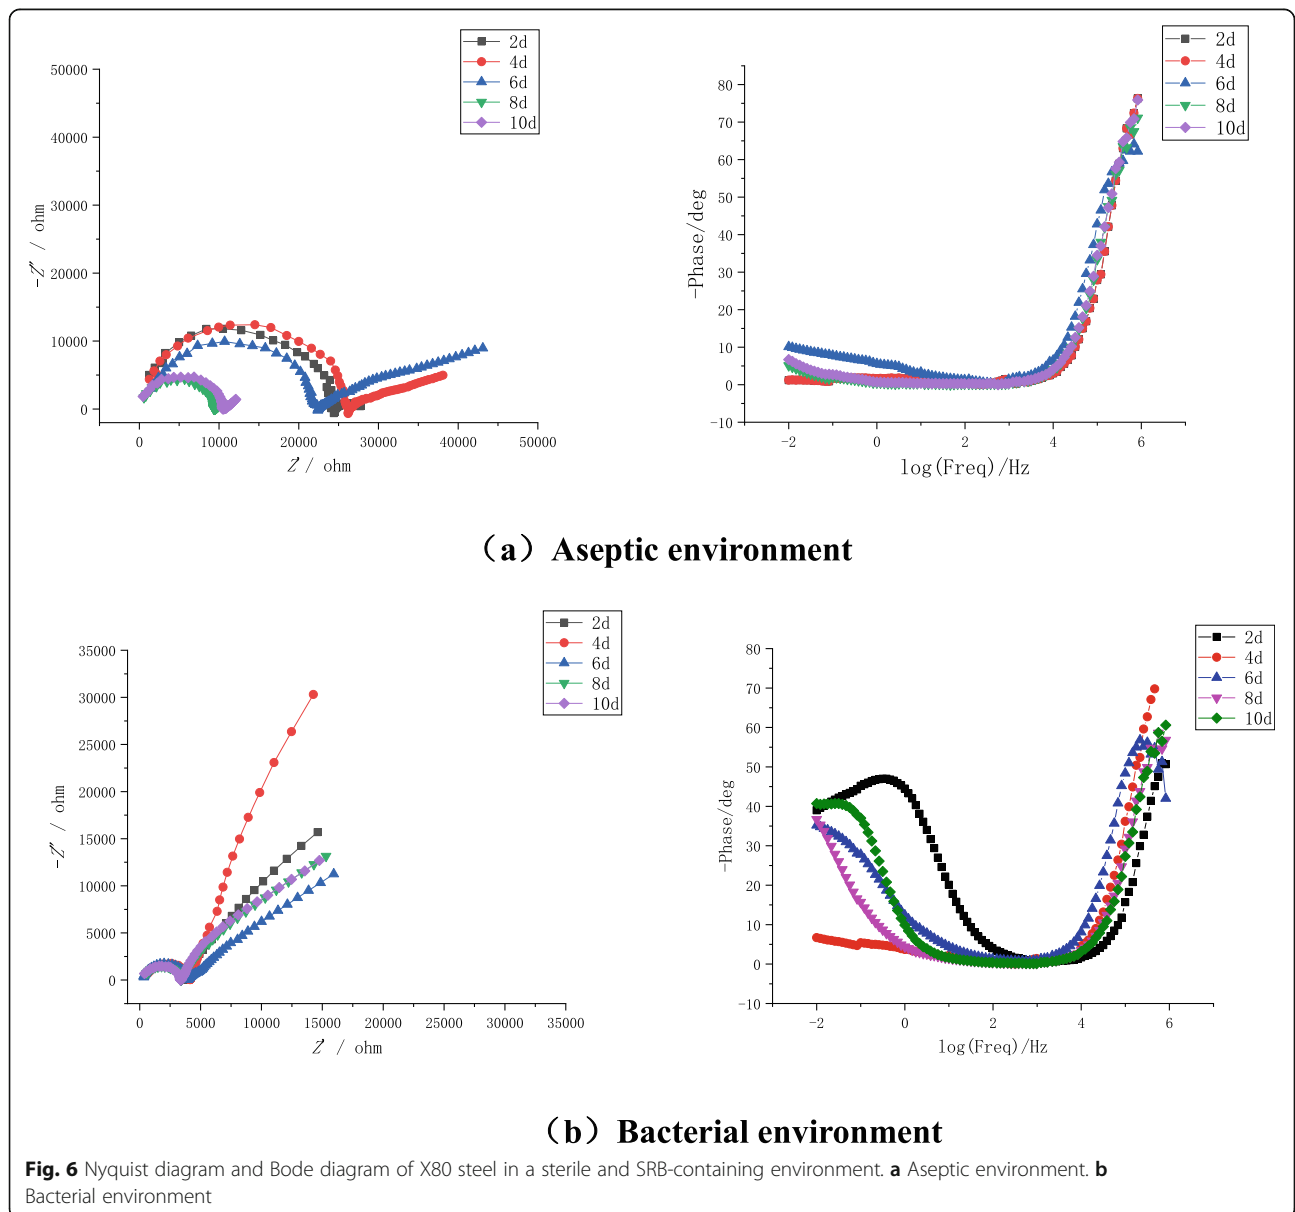 2d
4d
6d
8d
10d
50000
40000
30000
20000
10000
0
-Z″ / ohm
0 10000 20000 30000 40000 50000
Z′ / ohm
2d
4d
6d
8d
10d
80
70
60
50
40
30
20
10
0
-10
-Phase/deg
-2 0 2 4 6
log(Freq)/Hz
（a）Aseptic environment
2d
4d
6d
8d
10d
35000
30000
25000
20000
15000
10000
5000
0
-Z″ / ohm
0 5000 10000 15000 20000 25000 30000 35000
Z′ / ohm
2d
4d
6d
8d
10d
80
70
60
50
40
30
20
10
0
-10
-Phase/deg
-2 0 2 4 6
log(Freq)/Hz
（b）Bacterial environment
Fig. 6 Nyquist diagram and Bode diagram of X80 steel in a sterile and SRB-containing environment. a Aseptic environment. b
Bacterial environment